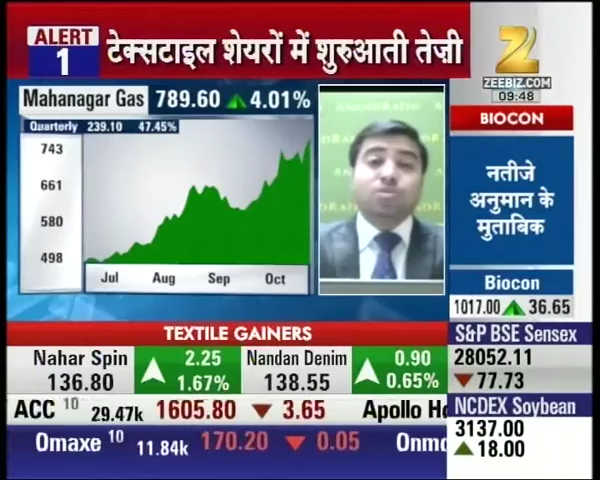 ALERT 1
टेक्सटाइल शेयरों में शुरुआती तेज़ी
Z
ZEEBIZ.COM
09:48
Mahanagar Gas 789.60 4.01%
Quarterly 239.10 47.45%
743
661
580
498
Jul Aug Sep Oct
BIOCON
नतीजे
अनुमान के
मुताबिक
Biocon
1017.00 36.65
TEXTILE GAINERS
Nahar Spin 2.25 Nandan Denim 0.90
136.80 1.67% 138.55 0.65%
S&P BSE Sensex
28052.11
77.73
ACC 10 29.47k 1605.80 3.65 Apollo Ho
NCDEX Soybean
3137.00
18.00
Omaxe 10 11.84k 170.20 0.05 Onmo